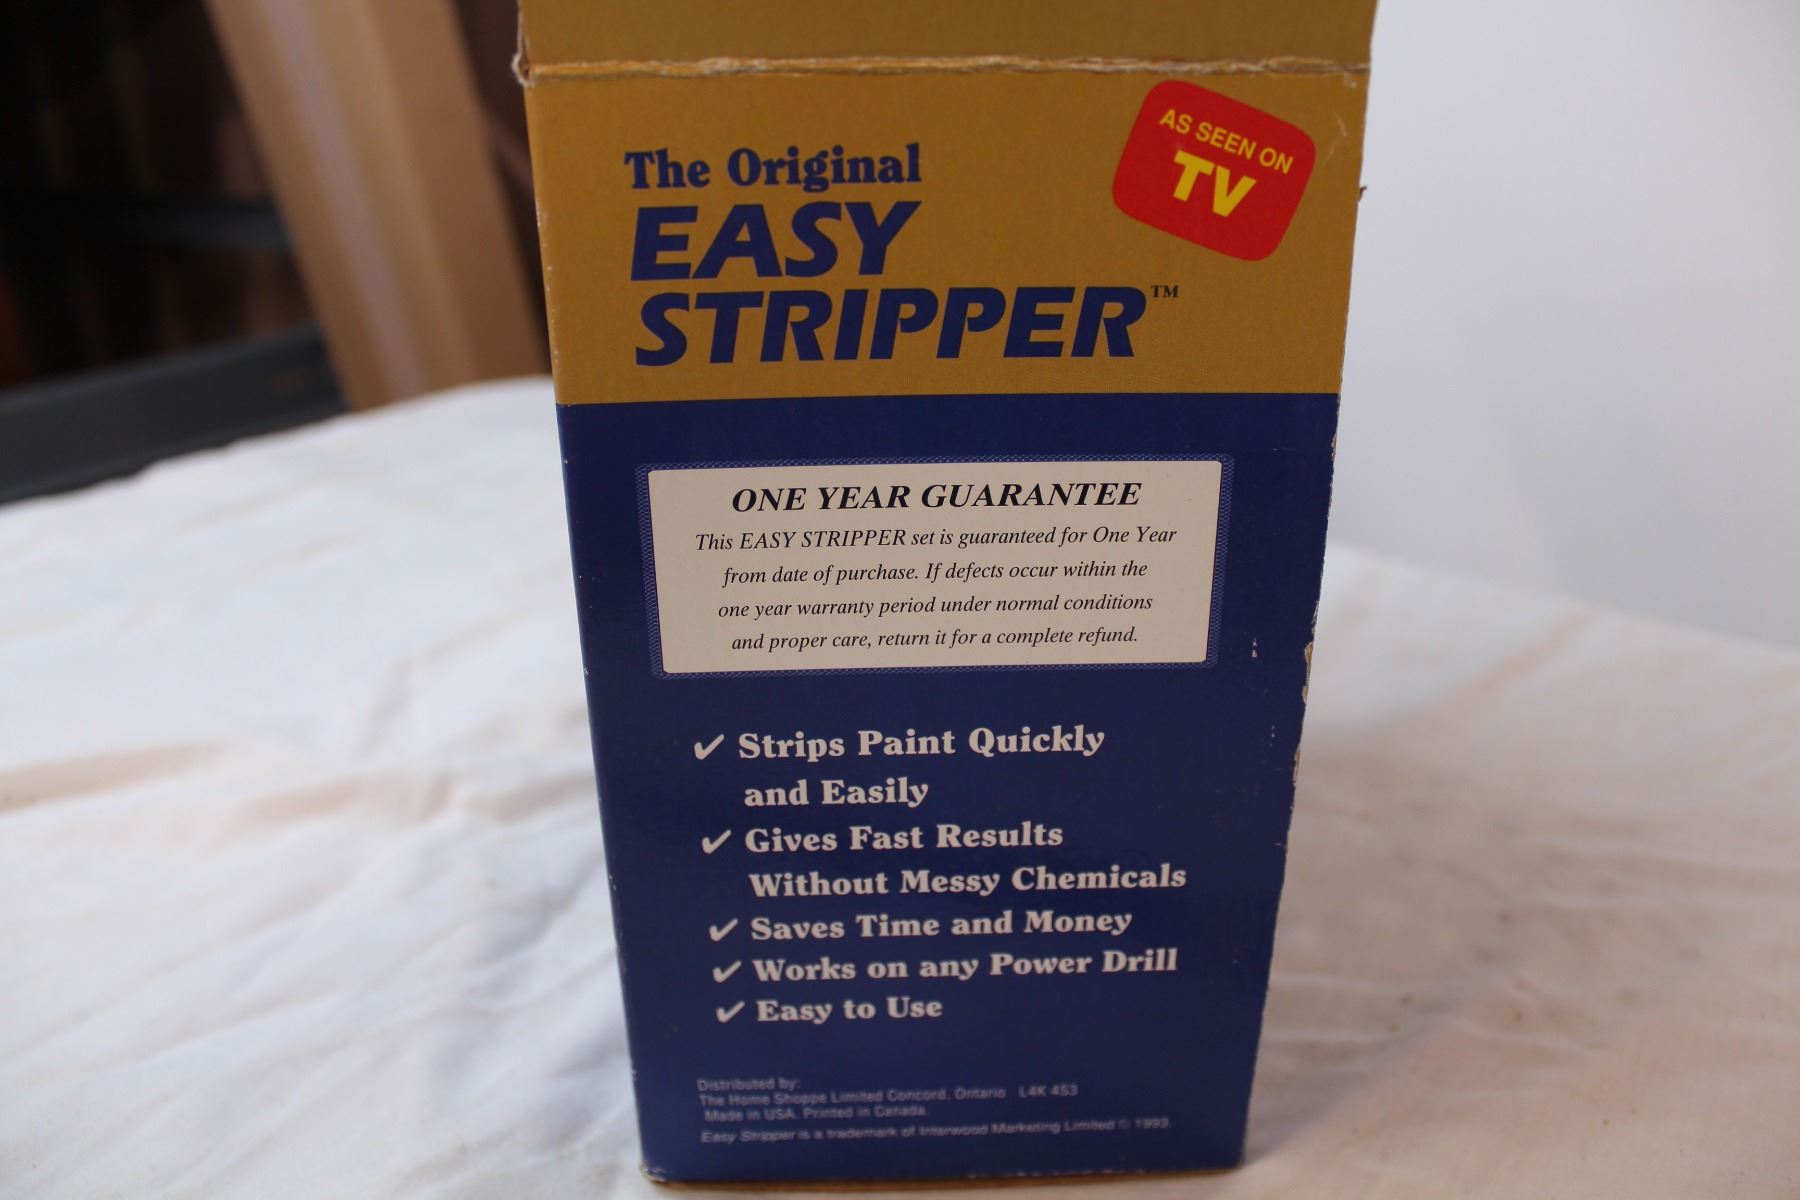 AS SEEN ON
TV
The Original
EASY
STRIPPER™
ONE YEAR GUARANTEE
This EASY STRIPPER set is guaranteed for One Year
from date of purchase. If defects occur within the
one year warranty period under normal conditions
and proper care, return it for a complete refund.
✓ Strips Paint Quickly
and Easily
✓ Gives Fast Results
Without Messy Chemicals
✓ Saves Time and Money
✓ Works on any Power Drill
✓ Easy to Use
Distributed by:
The Home Shoppe Limited Concord, Ontario L4K 4S3
Made in USA. Printed in Canada.
Easy Stripper is a trademark of Interwood Marketing Limited © 1993.